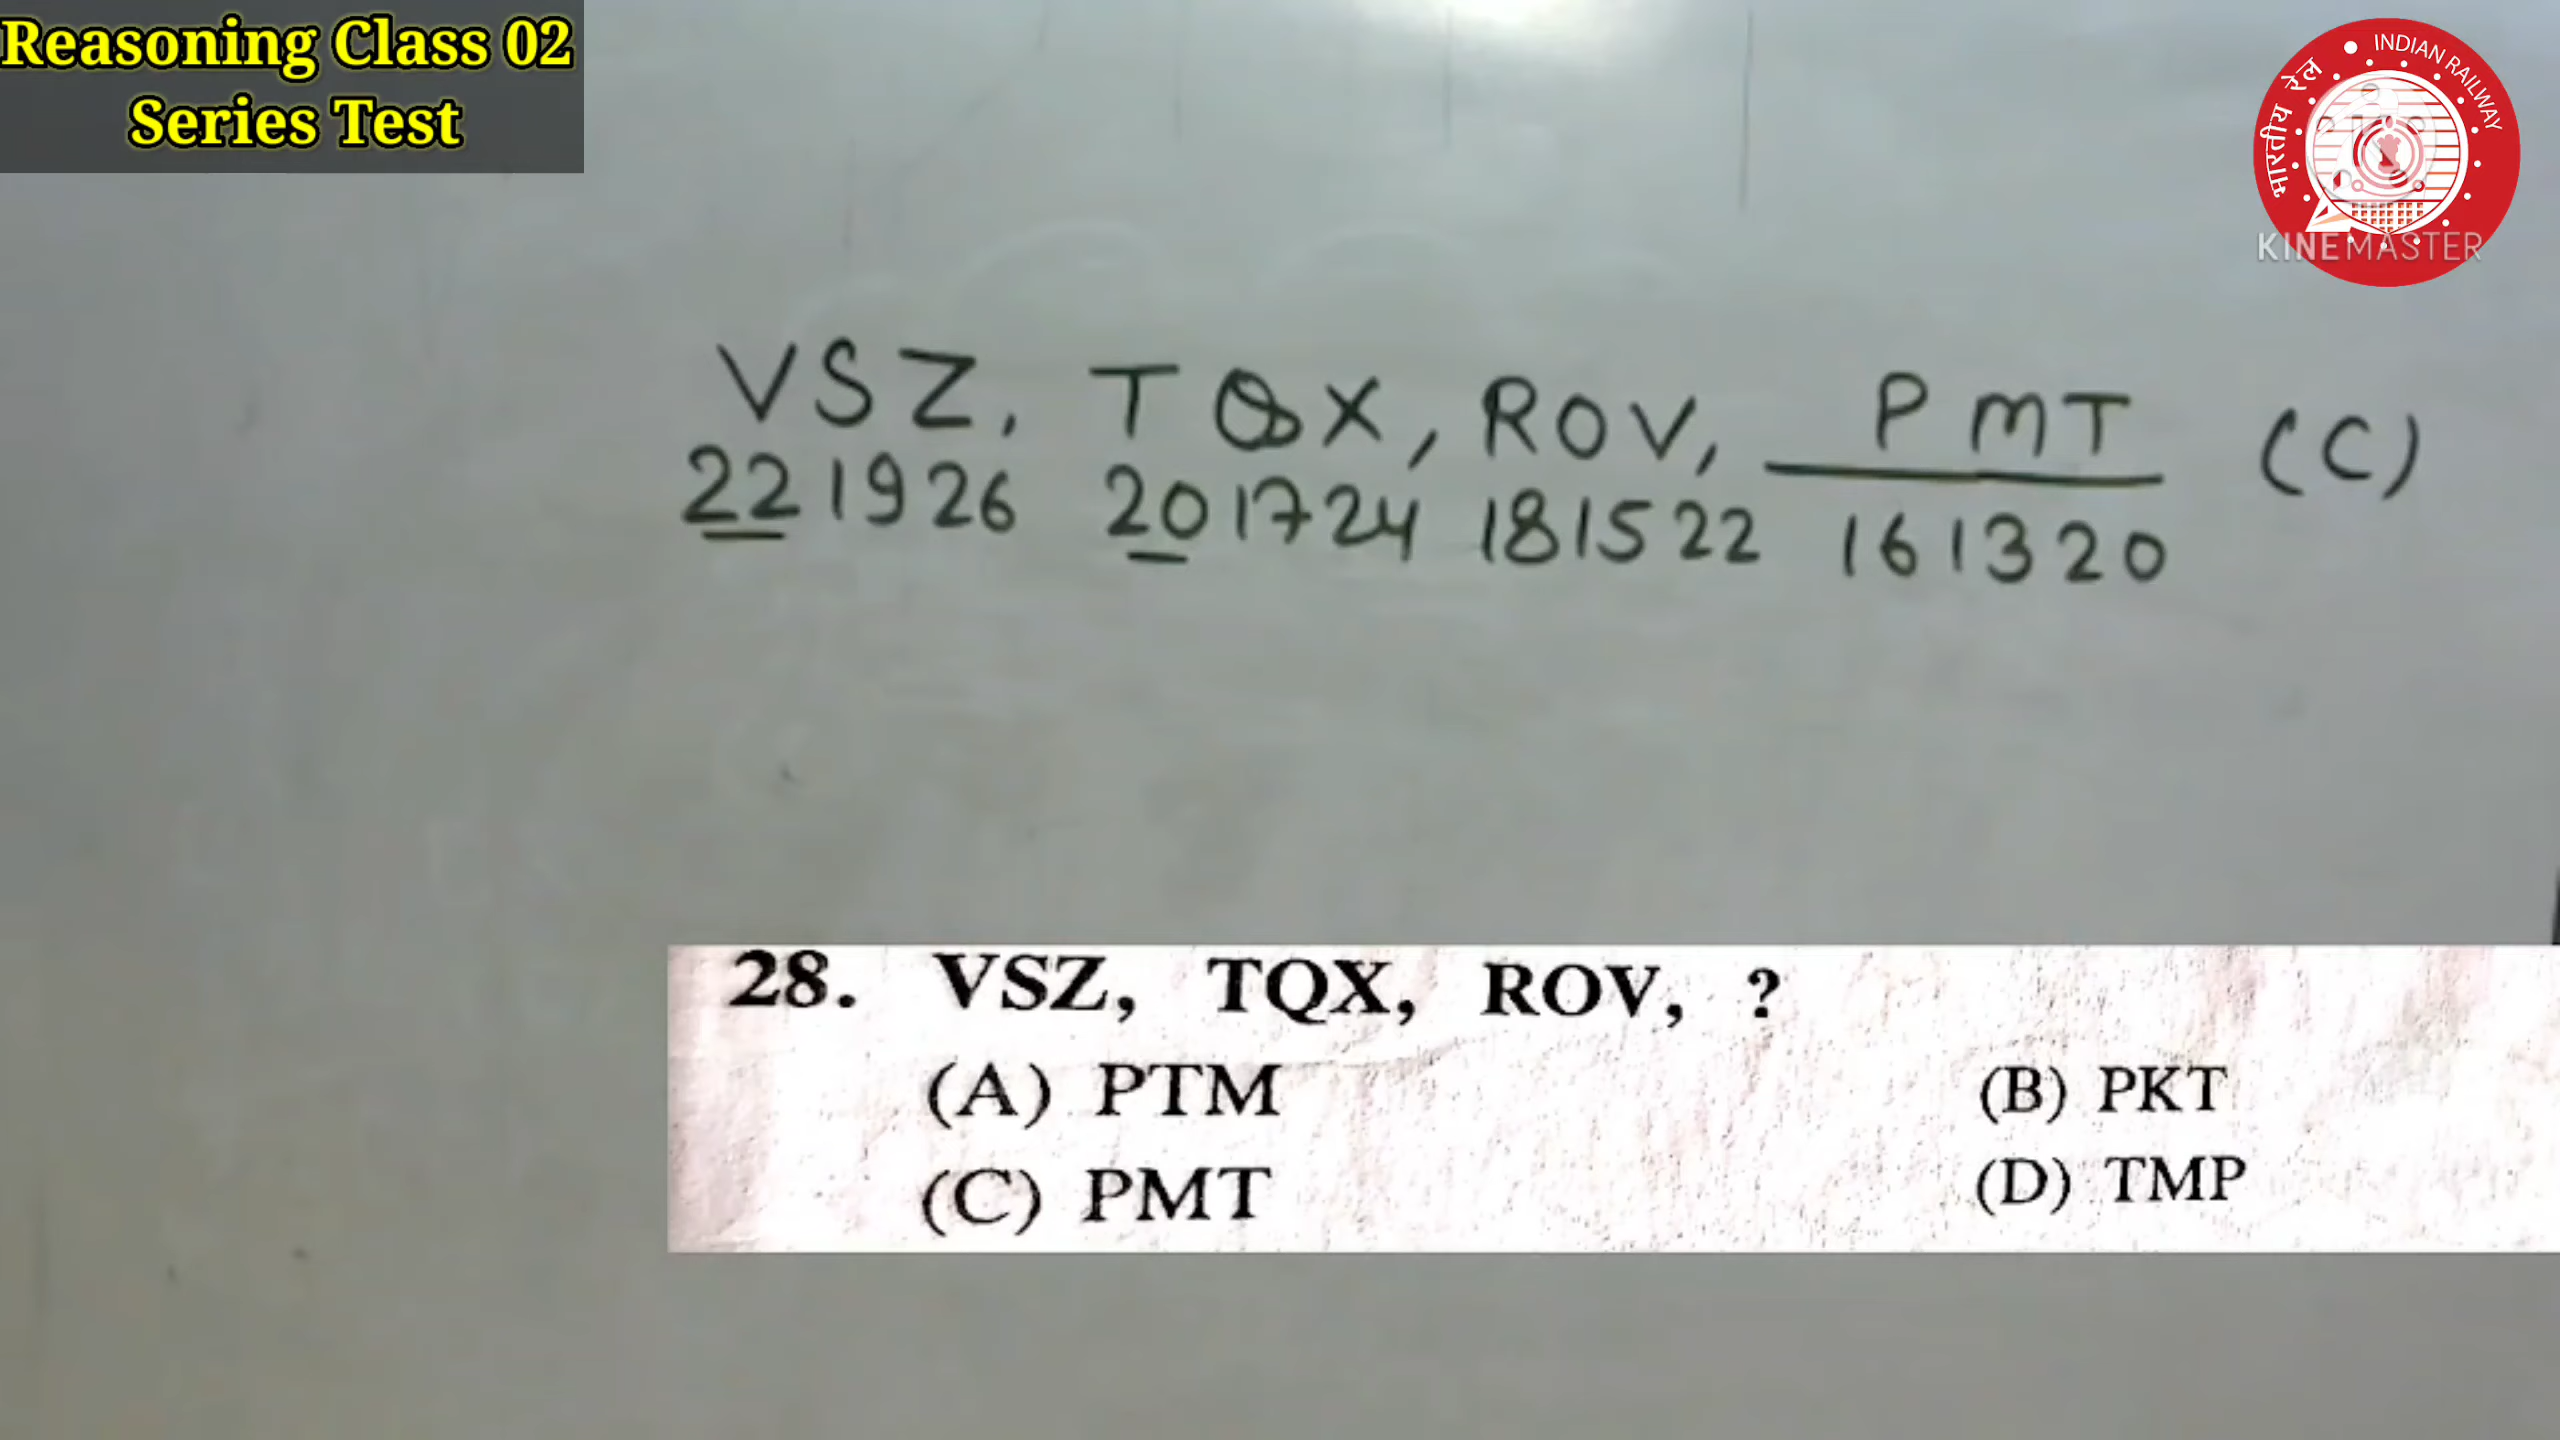 Reasoning Class 02
Series Test
भारतीय रेल
INDIAN RAILWAY
KINEMASTER
VSZ, TQX, ROV, PMT (C)
22 19 26 20 17 24 18 15 22 16 13 20
28. VSZ, TQX, ROV, ?
(A) PTM (B) PKT
(C) PMT (D) TMP